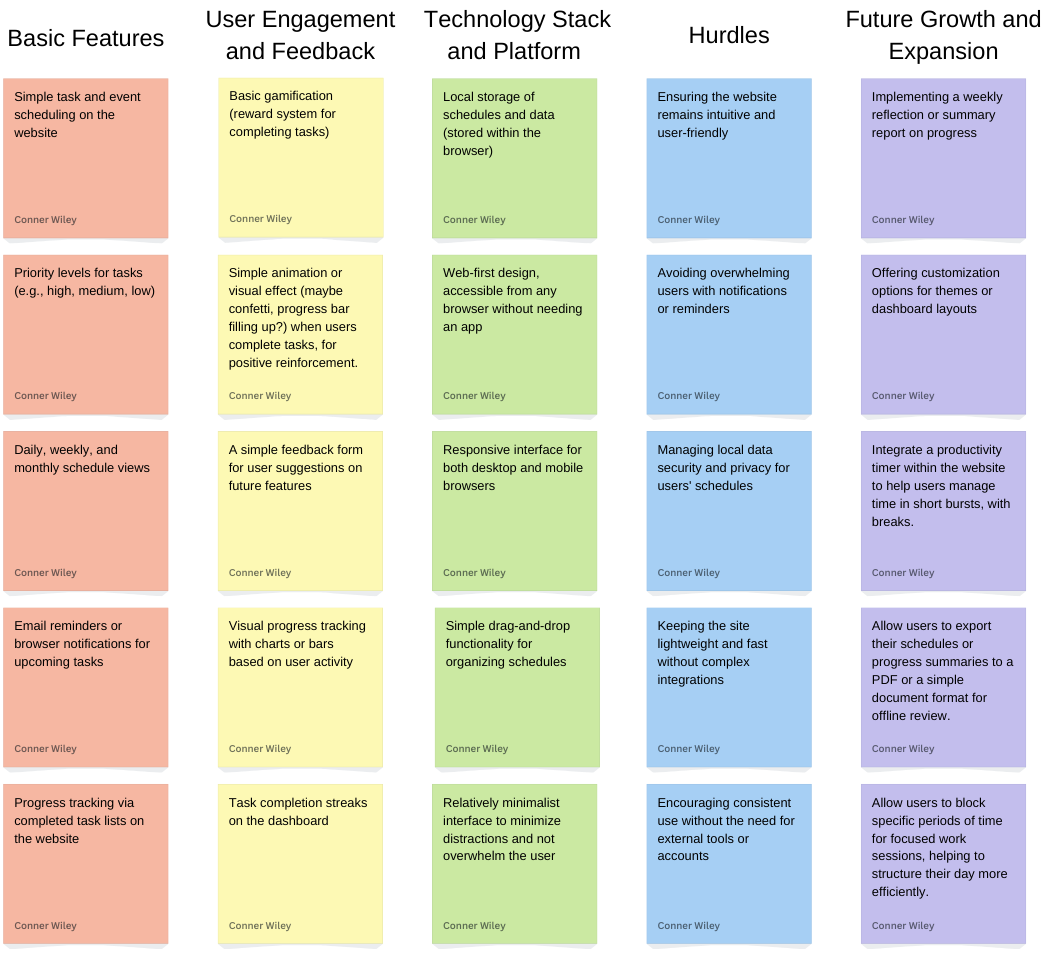 Basic Features
Simple task and event
scheduling on the
website
Conner Wiley
Priority levels for tasks
(e.g., high, medium, low)
Conner Wiley
Daily, weekly, and
monthly schedule views
Conner Wiley
Email reminders or
browser notifications for
upcoming tasks
Conner Wiley
Progress tracking via
completed task lists on
the website
Conner Wiley
User Engagement
and Feedback
Basic gamification
(reward system for
completing tasks)
Conner Wiley
Simple animation or
visual effect (maybe
confetti, progress bar
filling up?) when users
complete tasks, for
positive reinforcement.
Conner Wiley
A simple feedback form
for user suggestions on
future features
Conner Wiley
Visual progress tracking
with charts or bars
based on user activity
Conner Wiley
Task completion streaks
on the dashboard
Conner Wiley
Technology Stack
and Platform
Local storage of
schedules and data
(stored within the
browser)
Conner Wiley
Web-first design,
accessible from any
browser without needing
an app
Conner Wiley
Responsive interface for
both desktop and mobile
browsers
Conner Wiley
Simple drag-and-drop
functionality for
organizing schedules
Conner Wiley
Relatively minimalist
interface to minimize
distractions and not
overwhelm the user
Conner Wiley
Hurdles
Ensuring the website
remains intuitive and
user-friendly
Conner Wiley
Avoiding overwhelming
users with notifications
or reminders
Conner Wiley
Managing local data
security and privacy for
users' schedules
Conner Wiley
Keeping the site
lightweight and fast
without complex
integrations
Conner Wiley
Encouraging consistent
use without the need for
external tools or
accounts
Conner Wiley
Future Growth and
Expansion
Implementing a weekly
reflection or summary
report on progress
Conner Wiley
Offering customization
options for themes or
dashboard layouts
Conner Wiley
Integrate a productivity
timer within the website
to help users manage
time in short bursts, with
breaks.
Conner Wiley
Allow users to export
their schedules or
progress summaries to a
PDF or a simple
document format for
offline review.
Conner Wiley
Allow users to block
specific periods of time
for focused work
sessions, helping to
structure their day more
efficiently.
Conner Wiley